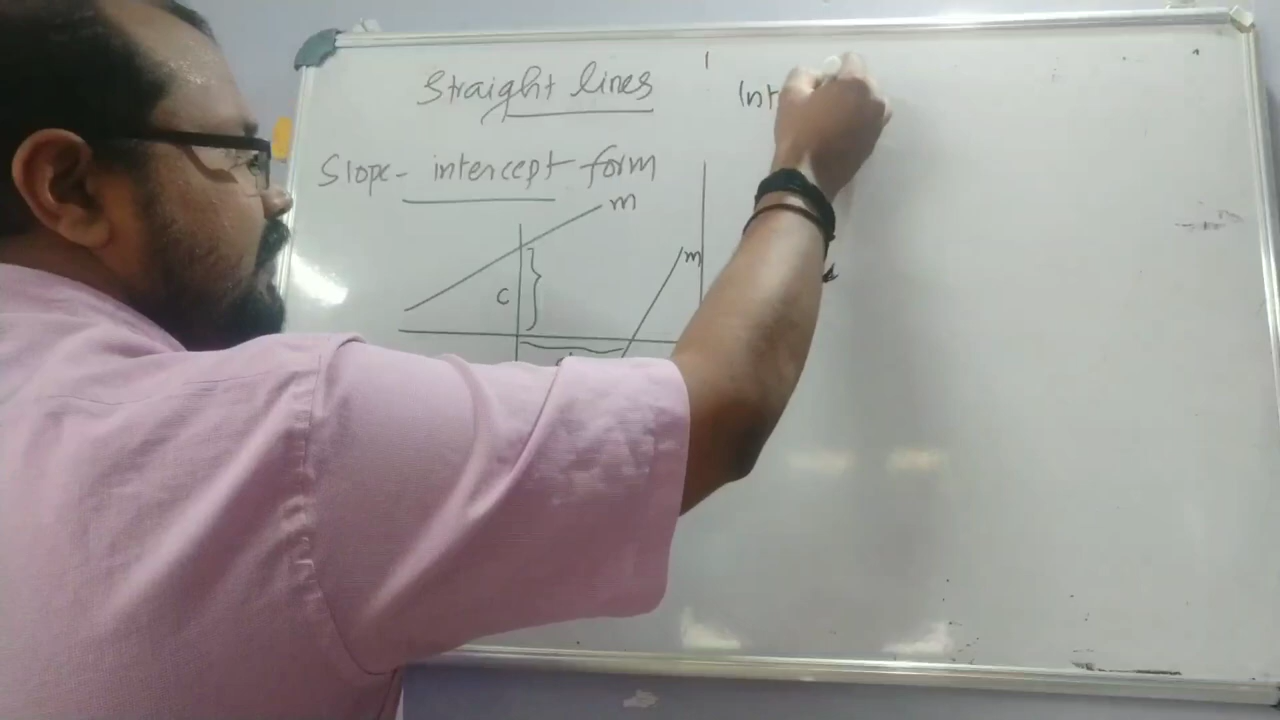 Straight lines
Slope- intercept form
m
c
m
Int